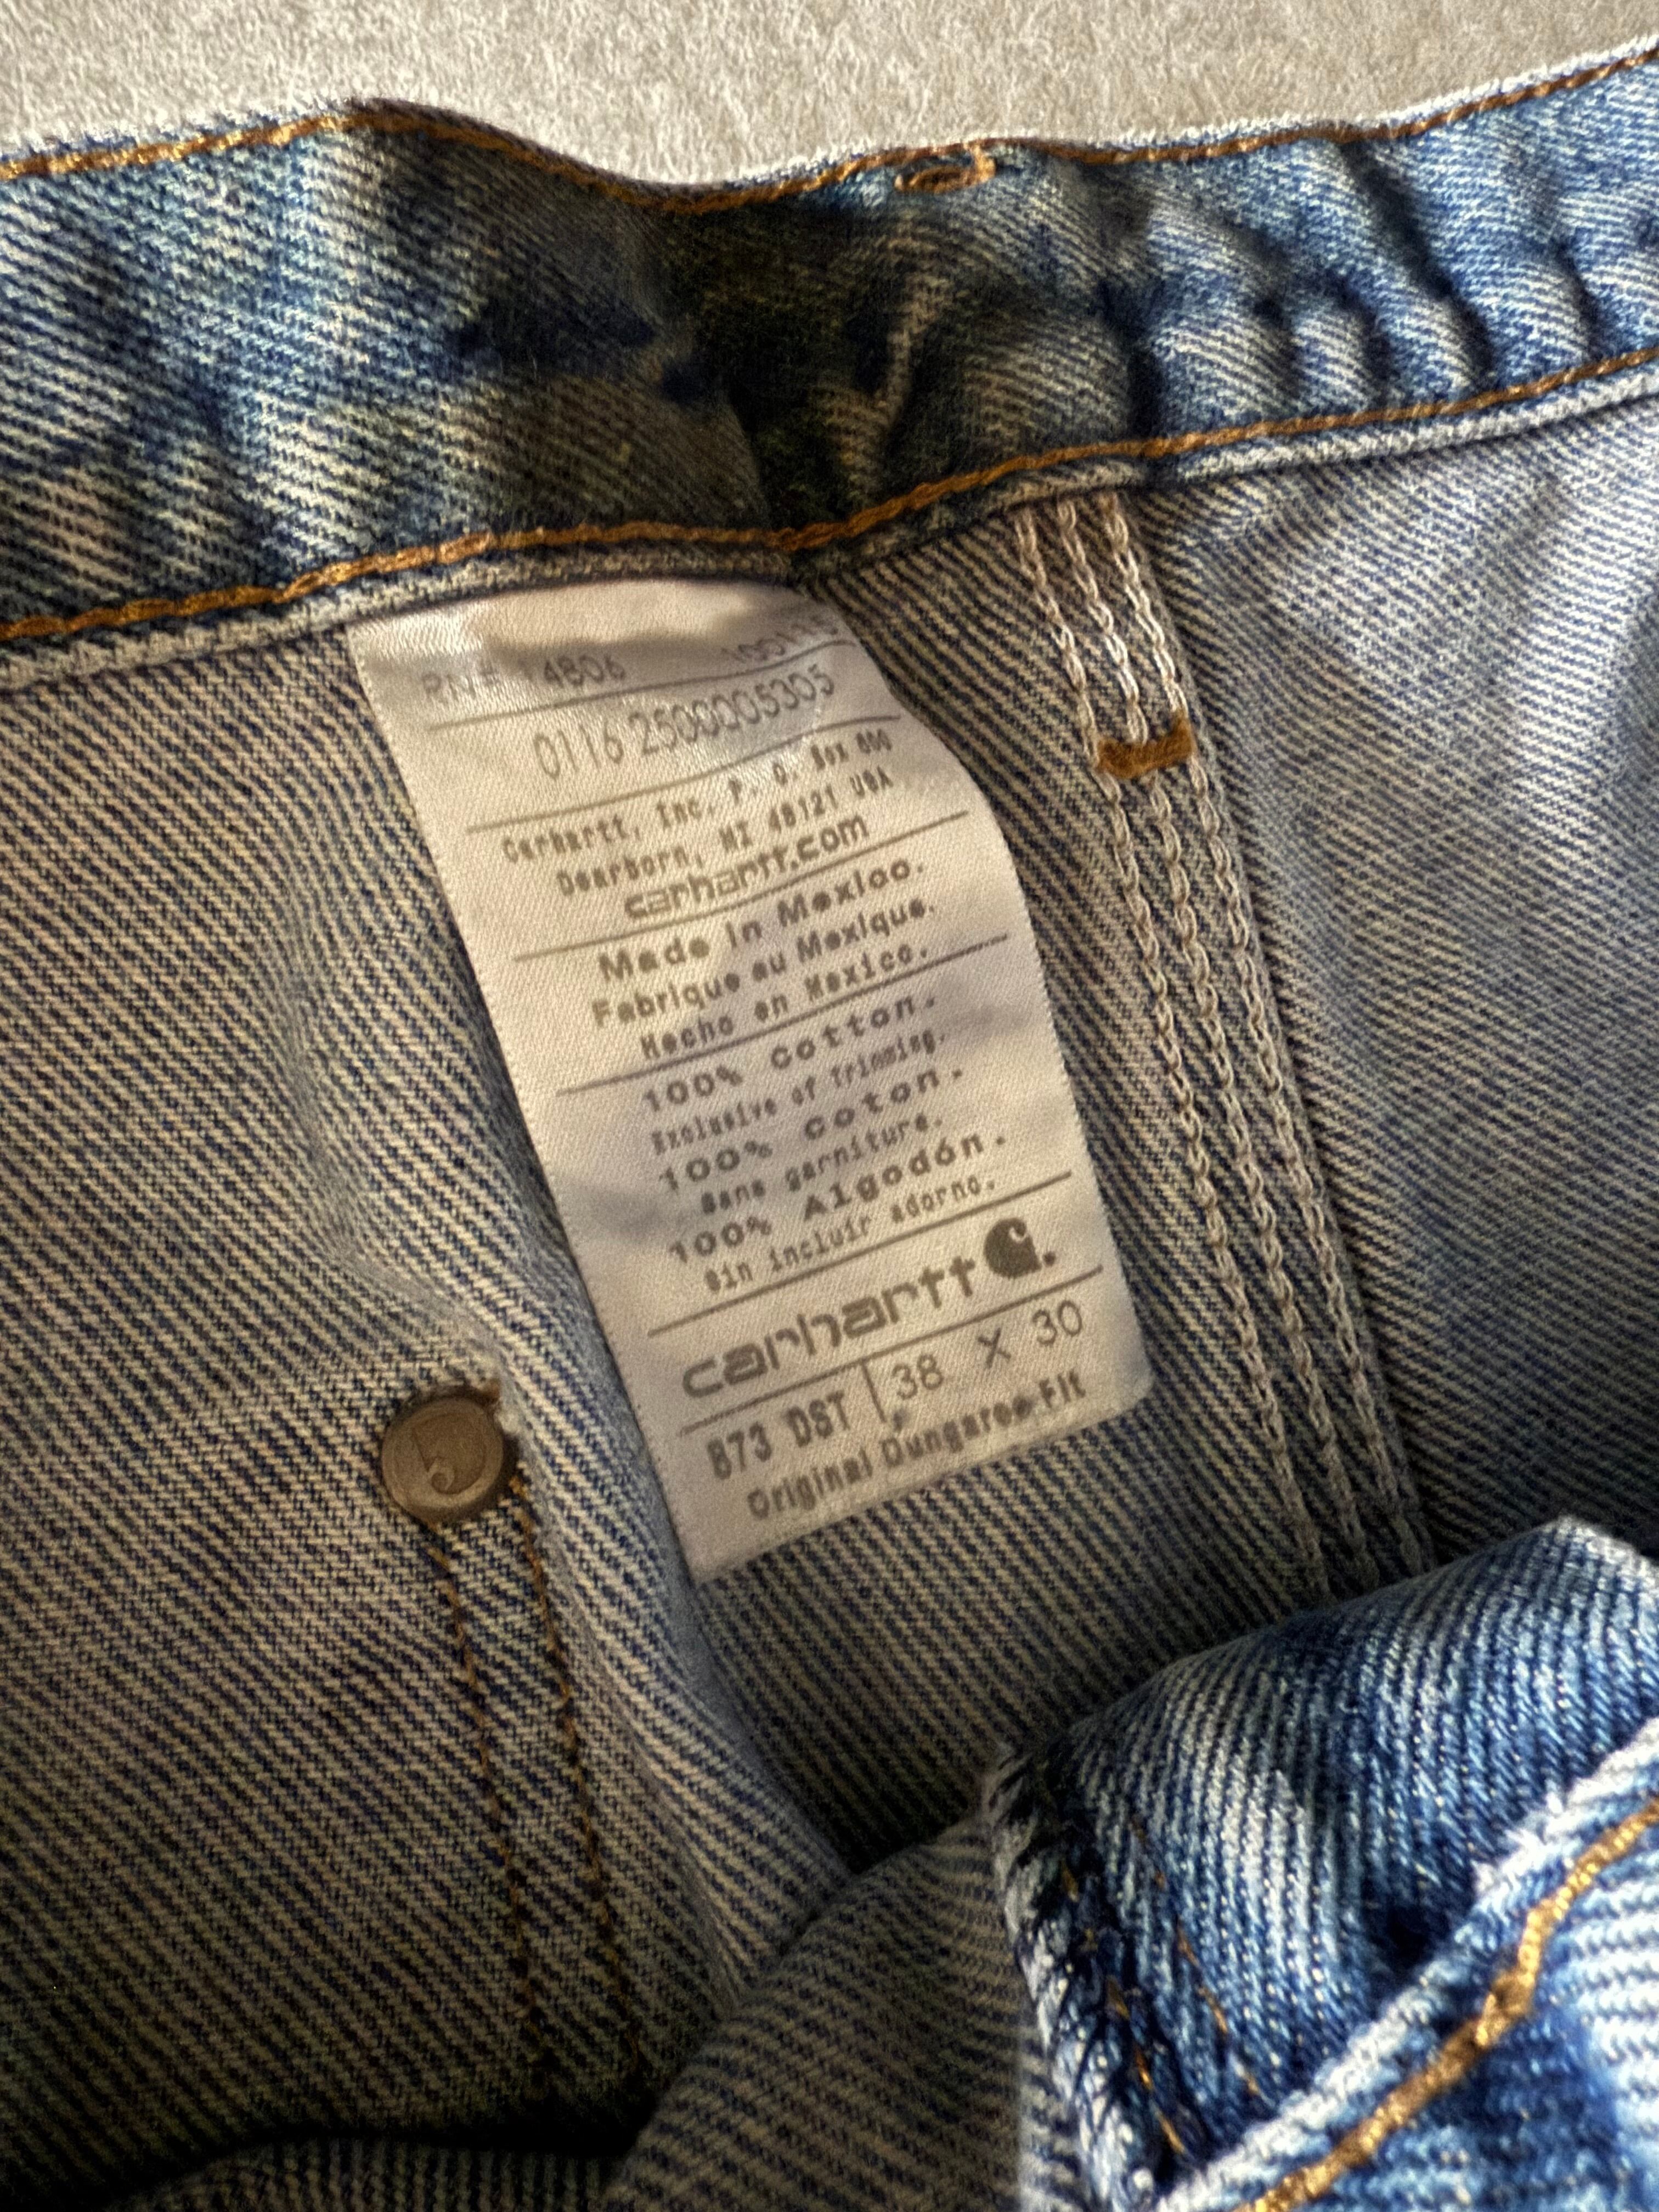 RN# 14806
0116 2500005305
Carhartt, Inc. P. O. Box 600
Dearborn, MI 48121 USA
carhartt.com
Made in Mexico.
Fabrique au Mexique.
Hecho en Mexico.
100% Cotton.
Exclusive of Trimming.
100% Coton.
Sans garniture.
100% Algodón.
Sin incluir adorno.
carhartt
873 DST 38 X 30
Original Dungaree Fit